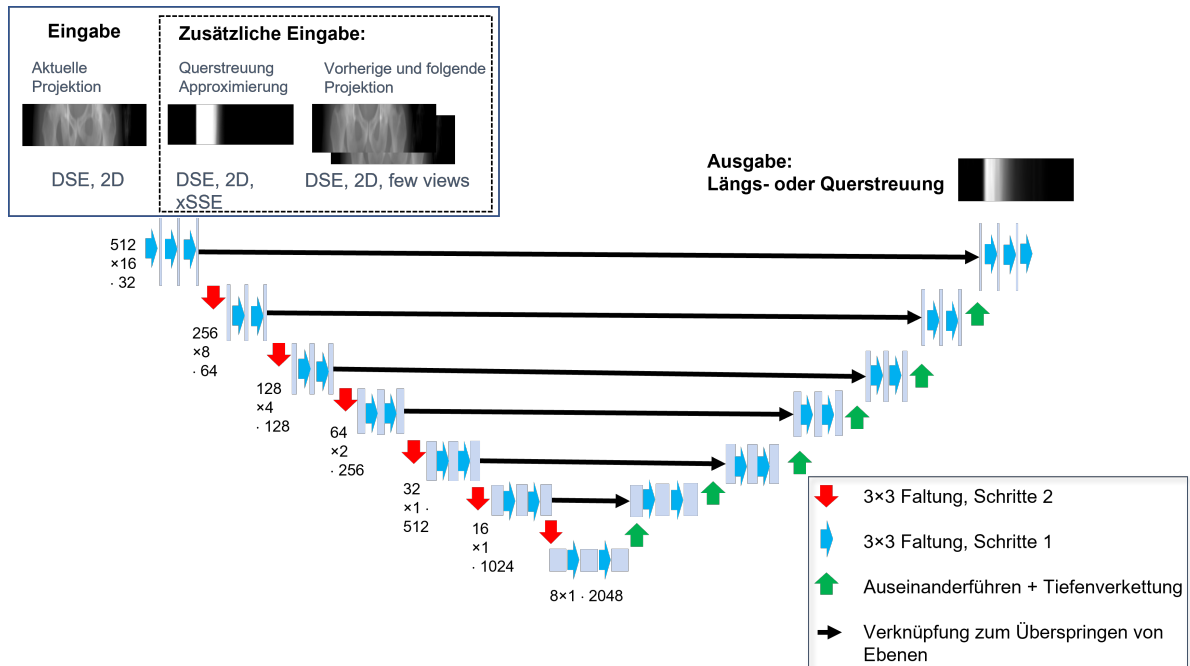 Eingabe
Zusätzliche Eingabe:
Aktuelle
Projektion
Querstreuung
Approximierung
Vorherige und folgende
Projektion
DSE, 2D
DSE, 2D,
xSSE
DSE, 2D, few views
Ausgabe:
Längs- oder Querstreuung
512
×16
· 32
256
×8
· 64
128
×4
· 128
64
×2
· 256
32
×1 ·
512
16
×1
· 1024
8×1 · 2048
3×3 Faltung, Schritte 2
3×3 Faltung, Schritte 1
Auseinanderführen + Tiefenverkettung
Verknüpfung zum Überspringen von
Ebenen